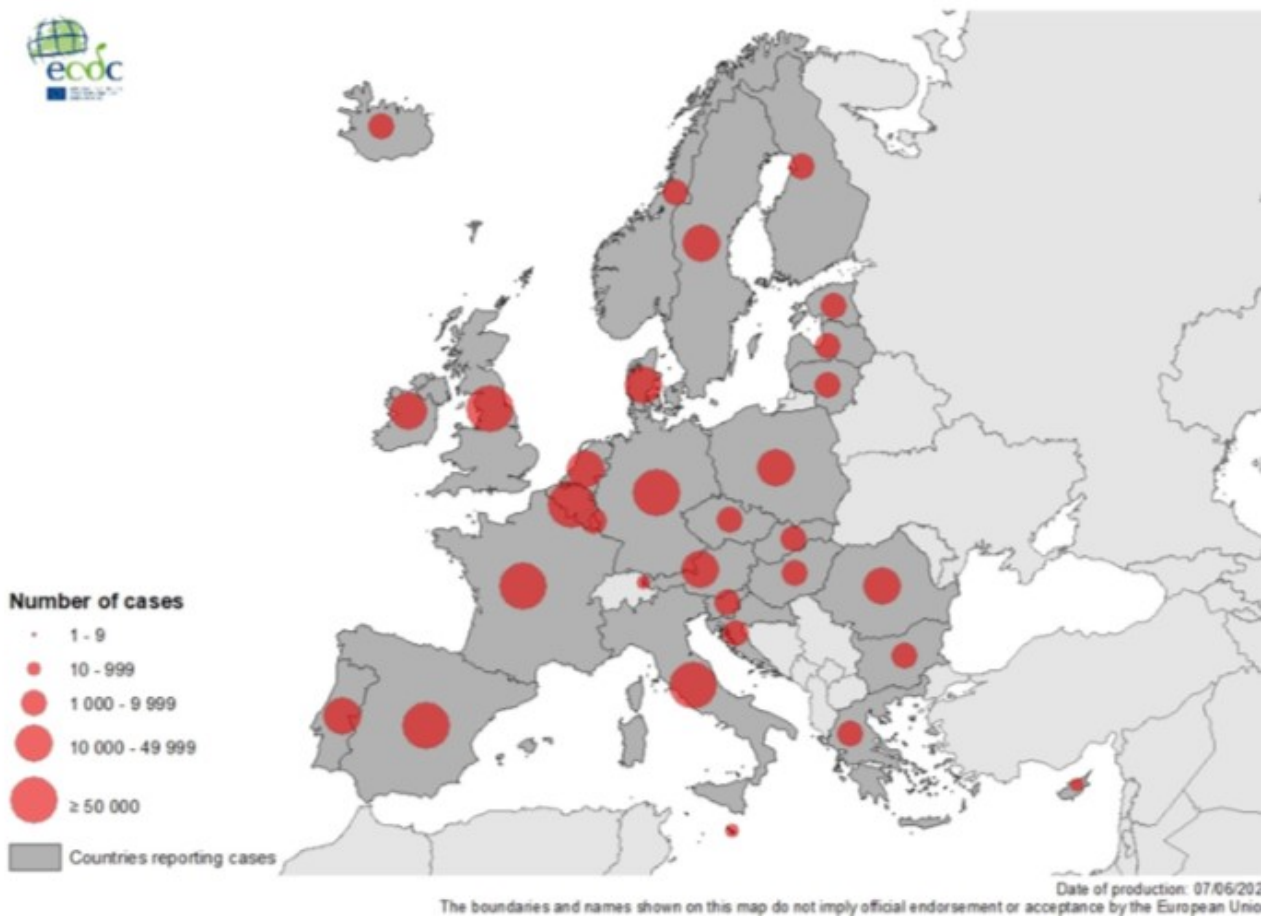 ecdc
Number of cases
1 - 9
10 - 999
1 000 - 9 999
10 000 - 49 999
≥ 50 000
Countries reporting cases
Date of production: 07/06/202
The boundaries and names shown on this map do not imply official endorsement or acceptance by the European Unio